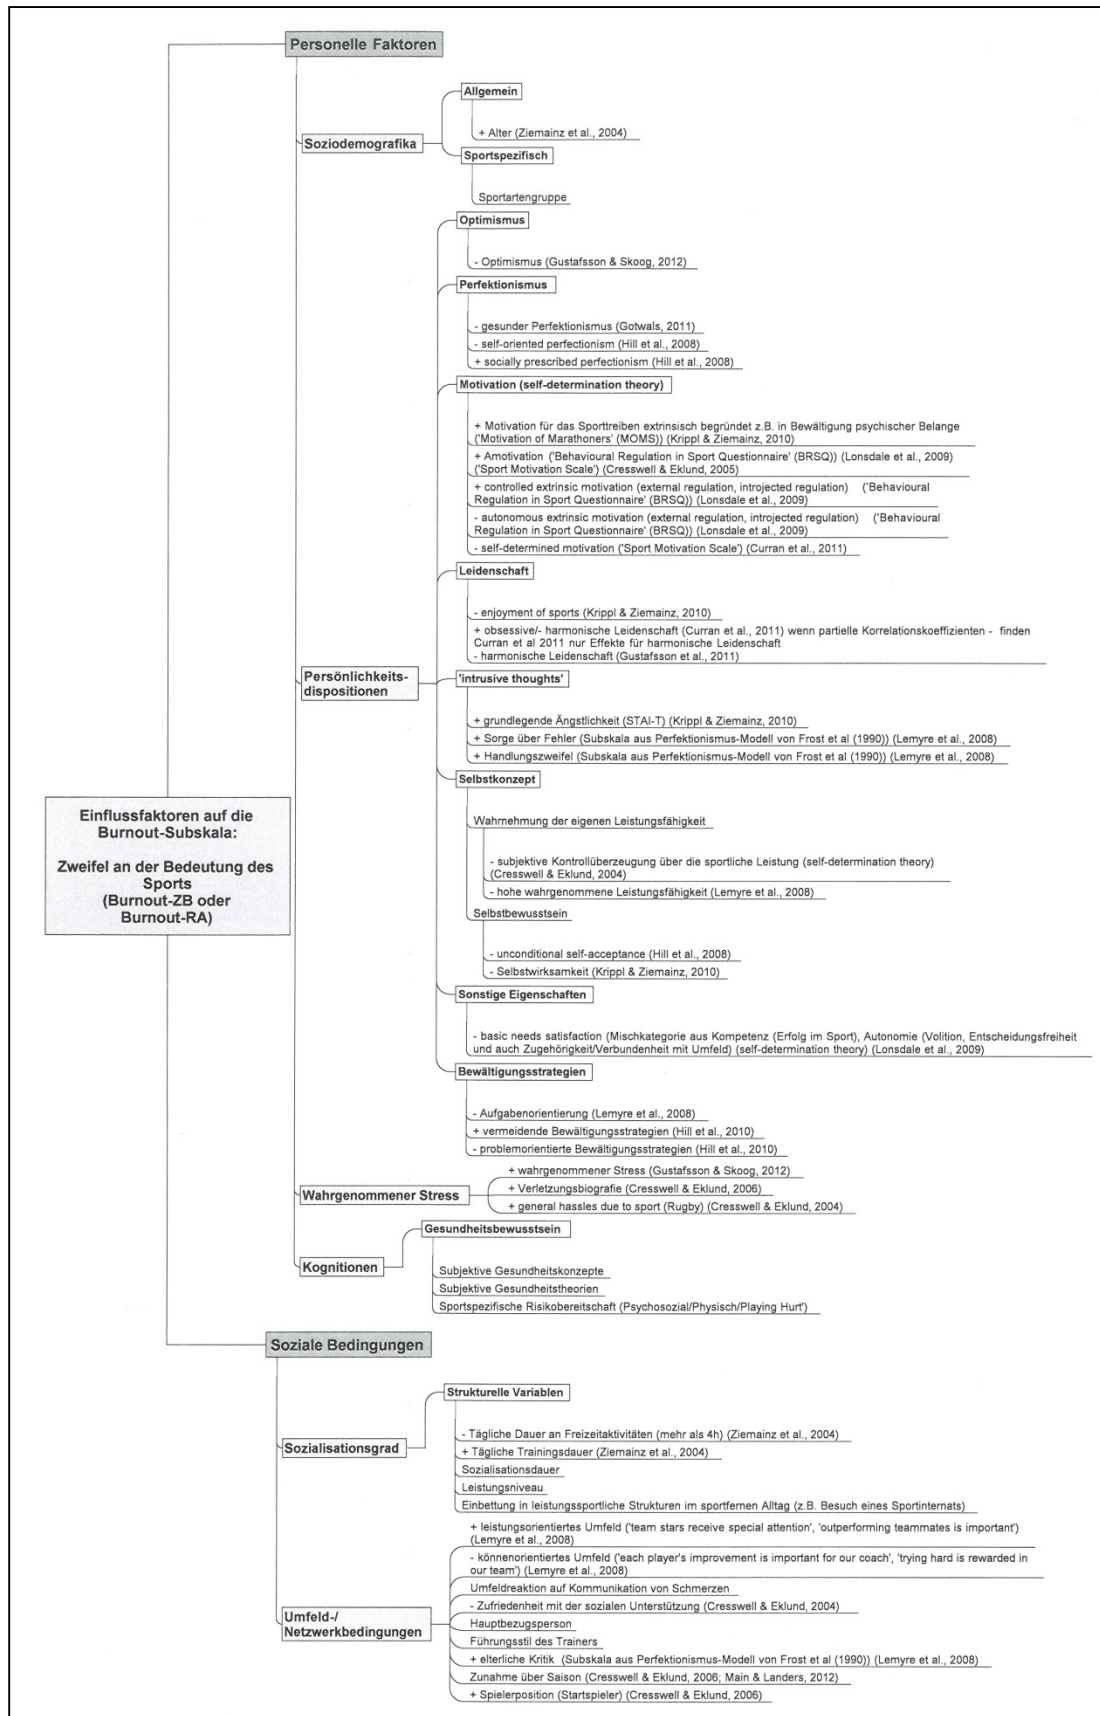 Personelle Faktoren
Allgemein
+ Alter (Ziemainz et al., 2004)
Soziodemografika
Sportspezifisch
Sportartengruppe
Optimismus
- Optimismus (Gustafsson & Skoog, 2012)
Perfektionismus
- gesunder Perfektionismus (Gotwals, 2011)
- self-oriented perfectionism (Hill et al., 2008)
+ socially prescribed perfectionism (Hill et al., 2008)
Motivation (self-determination theory)
+ Motivation für das Sporttreiben extrinsisch begründet z.B. in Bewältigung psychischer Belange
('Motivation of Marathoners' (MOMS)) (Krippl & Ziemainz, 2010)
+ Amotivation ('Behavioural Regulation in Sport Questionnaire' (BRSQ)) (Lonsdale et al., 2009)
('Sport Motivation Scale') (Cresswell & Eklund, 2005)
+ controlled extrinsic motivation (external regulation, introjected regulation) ('Behavioural
Regulation in Sport Questionnaire' (BRSQ)) (Lonsdale et al., 2009)
- autonomous extrinsic motivation (external regulation, introjected regulation) ('Behavioural
Regulation in Sport Questionnaire' (BRSQ)) (Lonsdale et al., 2009)
- self-determined motivation ('Sport Motivation Scale') (Curran et al., 2011)
Leidenschaft
- enjoyment of sports (Krippl & Ziemainz, 2010)
+ obsessive/- harmonische Leidenschaft (Curran et al., 2011) wenn partielle Korrelationskoeffizienten - finden
Curran et al 2011 nur Effekte für harmonische Leidenschaft
- harmonische Leidenschaft (Gustafsson et al., 2011)
Persönlichkeits-
dispositionen
'intrusive thoughts'
+ grundlegende Ängstlichkeit (STAI-T) (Krippl & Ziemainz, 2010)
+ Sorge über Fehler (Subskala aus Perfektionismus-Modell von Frost et al (1990)) (Lemyre et al., 2008)
+ Handlungszweifel (Subskala aus Perfektionismus-Modell von Frost et al (1990)) (Lemyre et al., 2008)
Selbstkonzept
Wahrnehmung der eigenen Leistungsfähigkeit
- subjektive Kontrollüberzeugung über die sportliche Leistung (self-determination theory)
(Cresswell & Eklund, 2004)
- hohe wahrgenommene Leistungsfähigkeit (Lemyre et al., 2008)
Selbstbewusstsein
- unconditional self-acceptance (Hill et al., 2008)
- Selbstwirksamkeit (Krippl & Ziemainz, 2010)
Einflussfaktoren auf die
Burnout-Subskala:
Zweifel an der Bedeutung des
Sports
(Burnout-ZB oder
Burnout-RA)
Sonstige Eigenschaften
- basic needs satisfaction (Mischkategorie aus Kompetenz (Erfolg im Sport), Autonomie (Volition, Entscheidungsfreiheit
und auch Zugehörigkeit/Verbundenheit mit Umfeld) (self-determination theory) (Lonsdale et al., 2009)
Bewältigungsstrategien
- Aufgabenorientierung (Lemyre et al., 2008)
+ vermeidende Bewältigungsstrategien (Hill et al., 2010)
- problemorientierte Bewältigungsstrategien (Hill et al., 2010)
Wahrgenommener Stress
+ wahrgenommener Stress (Gustafsson & Skoog, 2012)
+ Verletzungsbiografie (Cresswell & Eklund, 2006)
+ general hassles due to sport (Rugby) (Cresswell & Eklund, 2004)
Gesundheitsbewusstsein
Kognitionen
Subjektive Gesundheitskonzepte
Subjektive Gesundheitstheorien
Sportspezifische Risikobereitschaft (Psychosozial/Physisch/Playing Hurt')
Soziale Bedingungen
Strukturelle Variablen
Sozialisationsgrad
- Tägliche Dauer an Freizeitaktivitäten (mehr als 4h) (Ziemainz et al., 2004)
+ Tägliche Trainingsdauer (Ziemainz et al., 2004)
Sozialisationsdauer
Leistungsniveau
Einbettung in leistungssportliche Strukturen im sportfernen Alltag (z.B. Besuch eines Sportinternats)
+ leistungsorientiertes Umfeld ('team stars receive special attention', 'outperforming teammates is important')
(Lemyre et al., 2008)
- könnenorientiertes Umfeld ('each player's improvement is important for our coach', 'trying hard is rewarded in
our team') (Lemyre et al., 2008)
Umfeldreaktion auf Kommunikation von Schmerzen
- Zufriedenheit mit der sozialen Unterstützung (Cresswell & Eklund, 2004)
Umfeld-/
Netzwerkbedingungen
Hauptbezugsperson
Führungsstil des Trainers
+ elterliche Kritik (Subskala aus Perfektionismus-Modell von Frost et al (1990)) (Lemyre et al., 2008)
Zunahme über Saison (Cresswell & Eklund, 2006; Main & Landers, 2012)
+ Spielerposition (Startspieler) (Cresswell & Eklund, 2006)